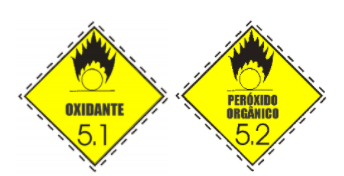 OXIDANTE
5.1
PERÓXIDO
ORGÂNICO
5.2